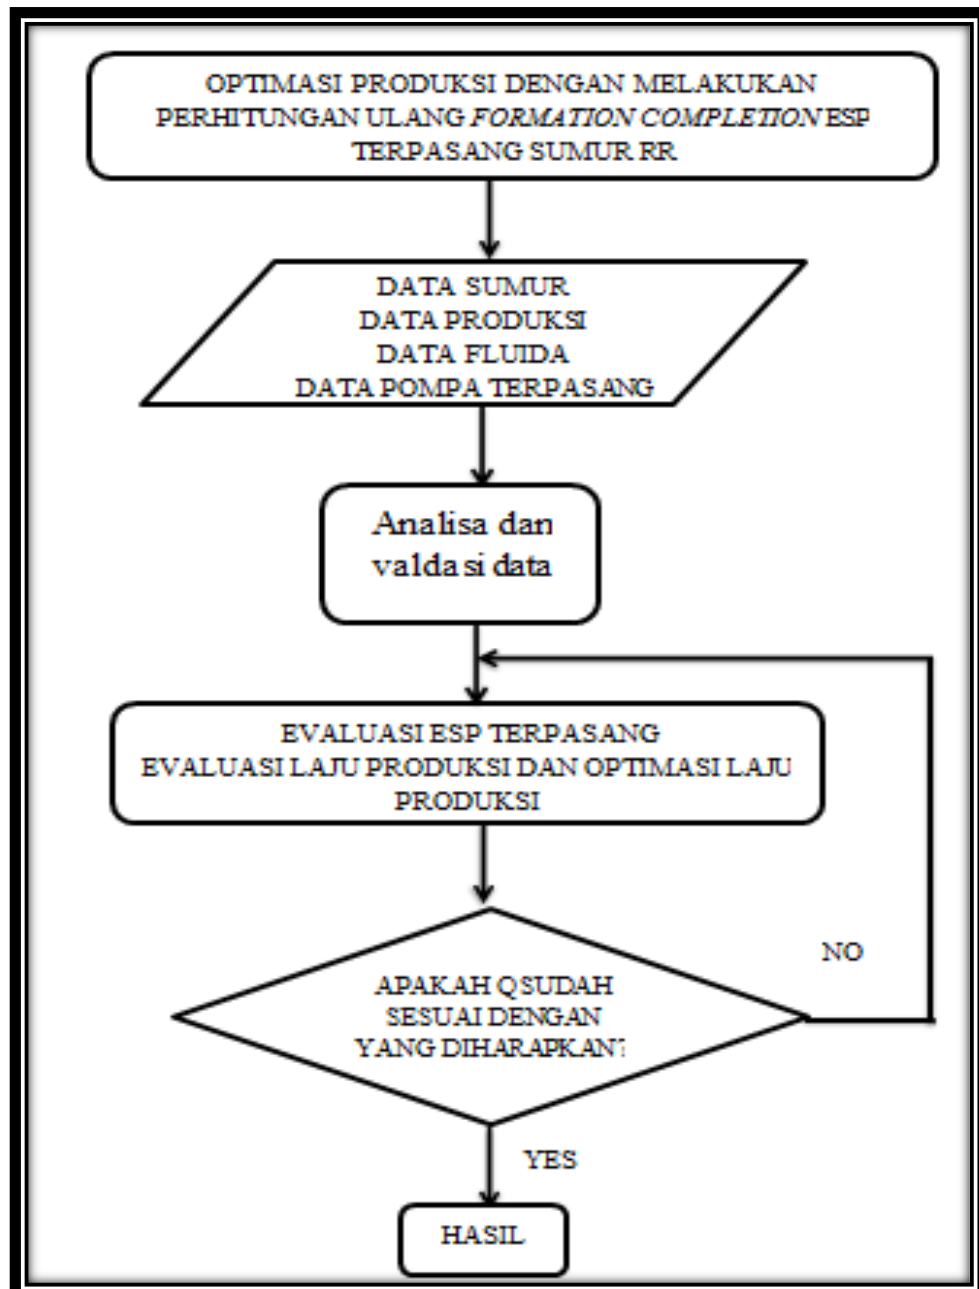 OPTIMASI PRODUKSI DENGAN MELAKUKAN
PERHITUNGAN ULANG FORMATION COMPLETION ESP
TERPASANG SUMUR RR
DATA SUMUR
DATA PRODUKSI
DATA FLUIDA
DATA POMPA TERPASANG
Analisa dan
valdasi data
EVALUASI ESP TERPASANG
EVALUASI LAJU PRODUKSI DAN OPTIMASI LAJU
PRODUKSI
NO
APAKAH Q SUDAH
SESUAI DENGAN
YANG DIHARAPKAN?
YES
HASIL